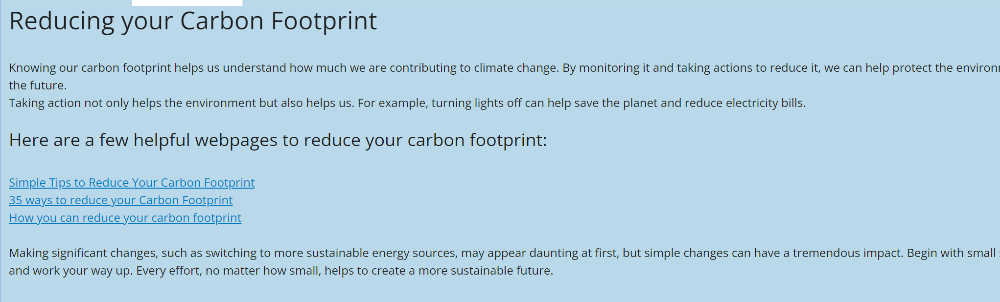 Reducing your Carbon Footprint
Knowing our carbon footprint helps us understand how much we are contributing to climate change. By monitoring it and taking actions to reduce it, we can help protect the
the future.
Taking action not only helps the environment but also helps us. For example, turning lights off can help save the planet and reduce electricity bills.
Here are a few helpful webpages to reduce your carbon footprint:
Simple Tips to Reduce Your Carbon Footprint
35 ways to reduce your Carbon Footprint
How you can reduce your carbon footprint
Making significant changes, such as switching to more sustainable energy sources, may appear daunting at first, but simple changes can have a tremendous impact. Begin with small
and work your way up. Every effort, no matter how small, helps to create a more sustainable future.